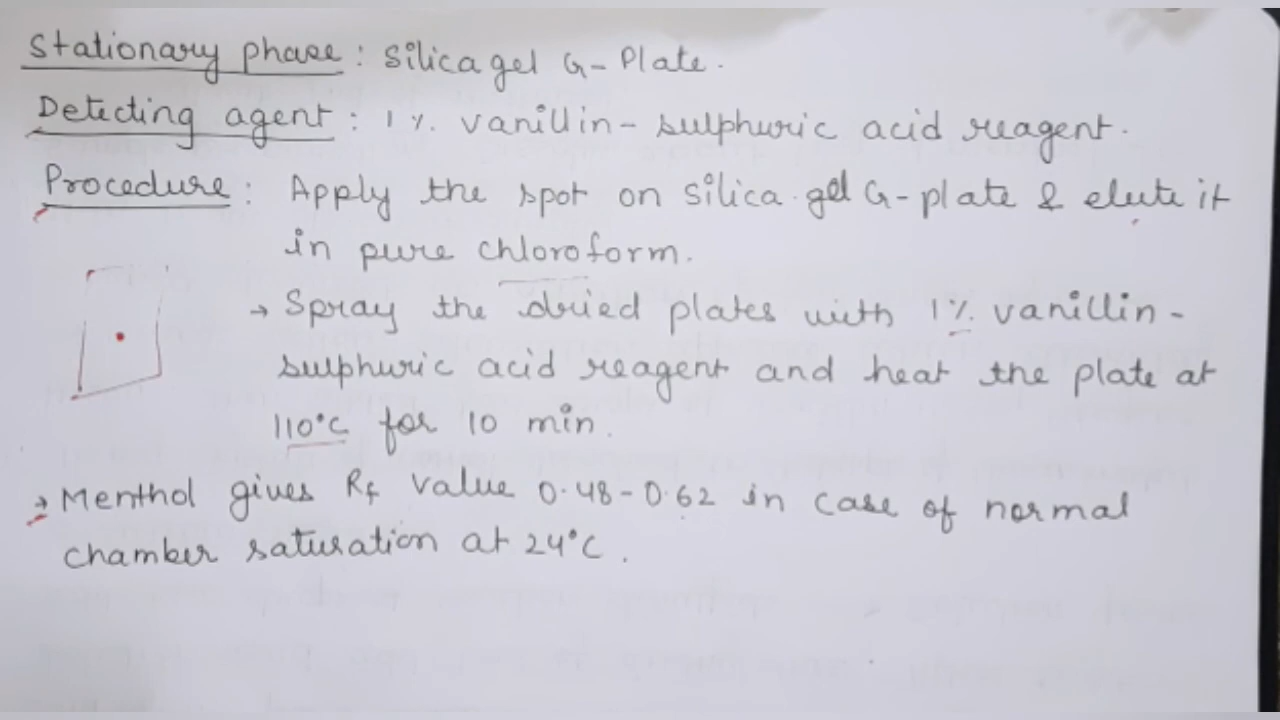 Stationary phase : Silica gel G-Plate.
Detecting agent : 1 %. vanillin - sulphuric acid reagent.
Procedure : Apply the spot on silica gel G-plate & elute it
in pure chloroform.
→ Spray the dried plates with 1% vanillin -
sulphuric acid reagent and heat the plate at
110°C for 10 min.
→ Menthol gives Rf value 0.48-0.62 in case of normal
chamber saturation at 24°C.